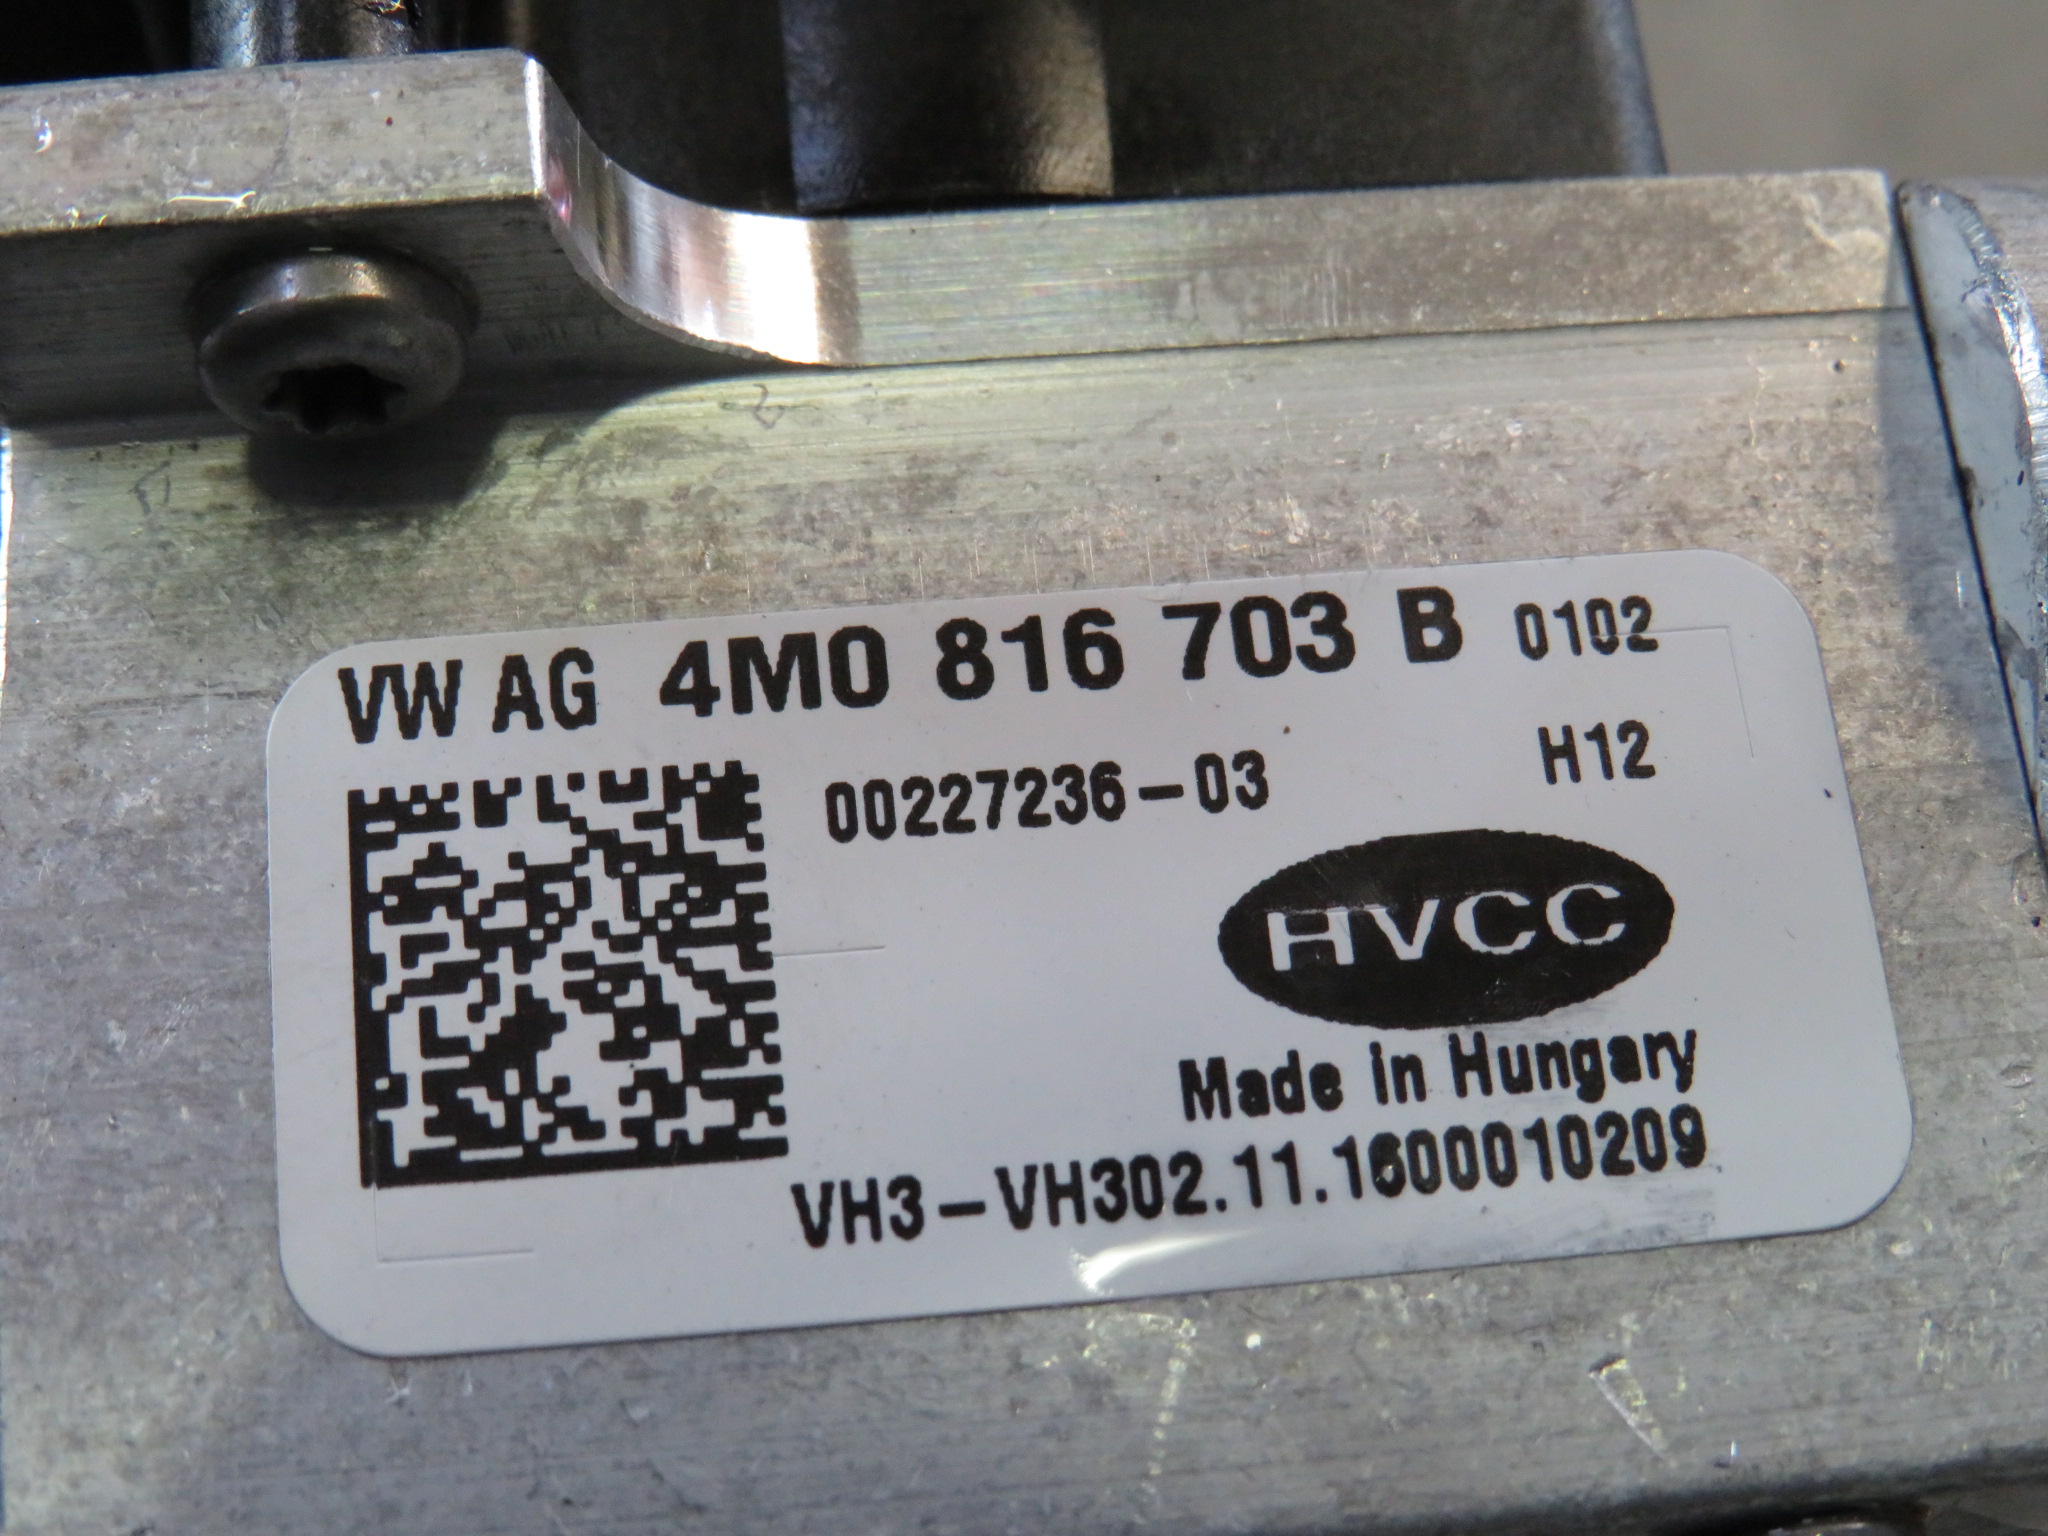 VW AG 4M0 816 703 B 0102
00227236-03 H12
HVCC
Made in Hungary
VH3-VH302.11.1600010209